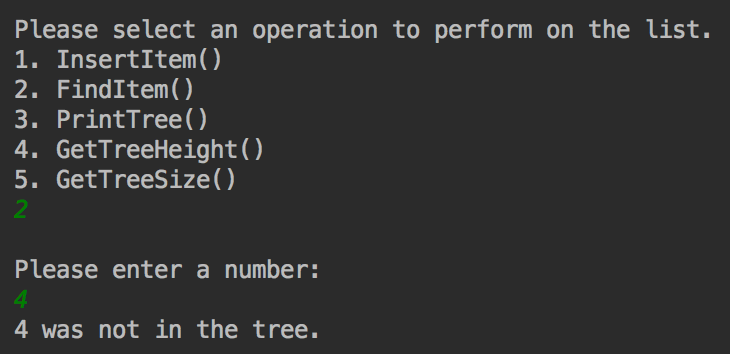 Please select an operation to perform on the list.
1. InsertItem()
2. FindItem()
3. PrintTree()
4. GetTreeHeight()
5. GetTreeSize()
2
Please enter a number:
4
4 was not in the tree.